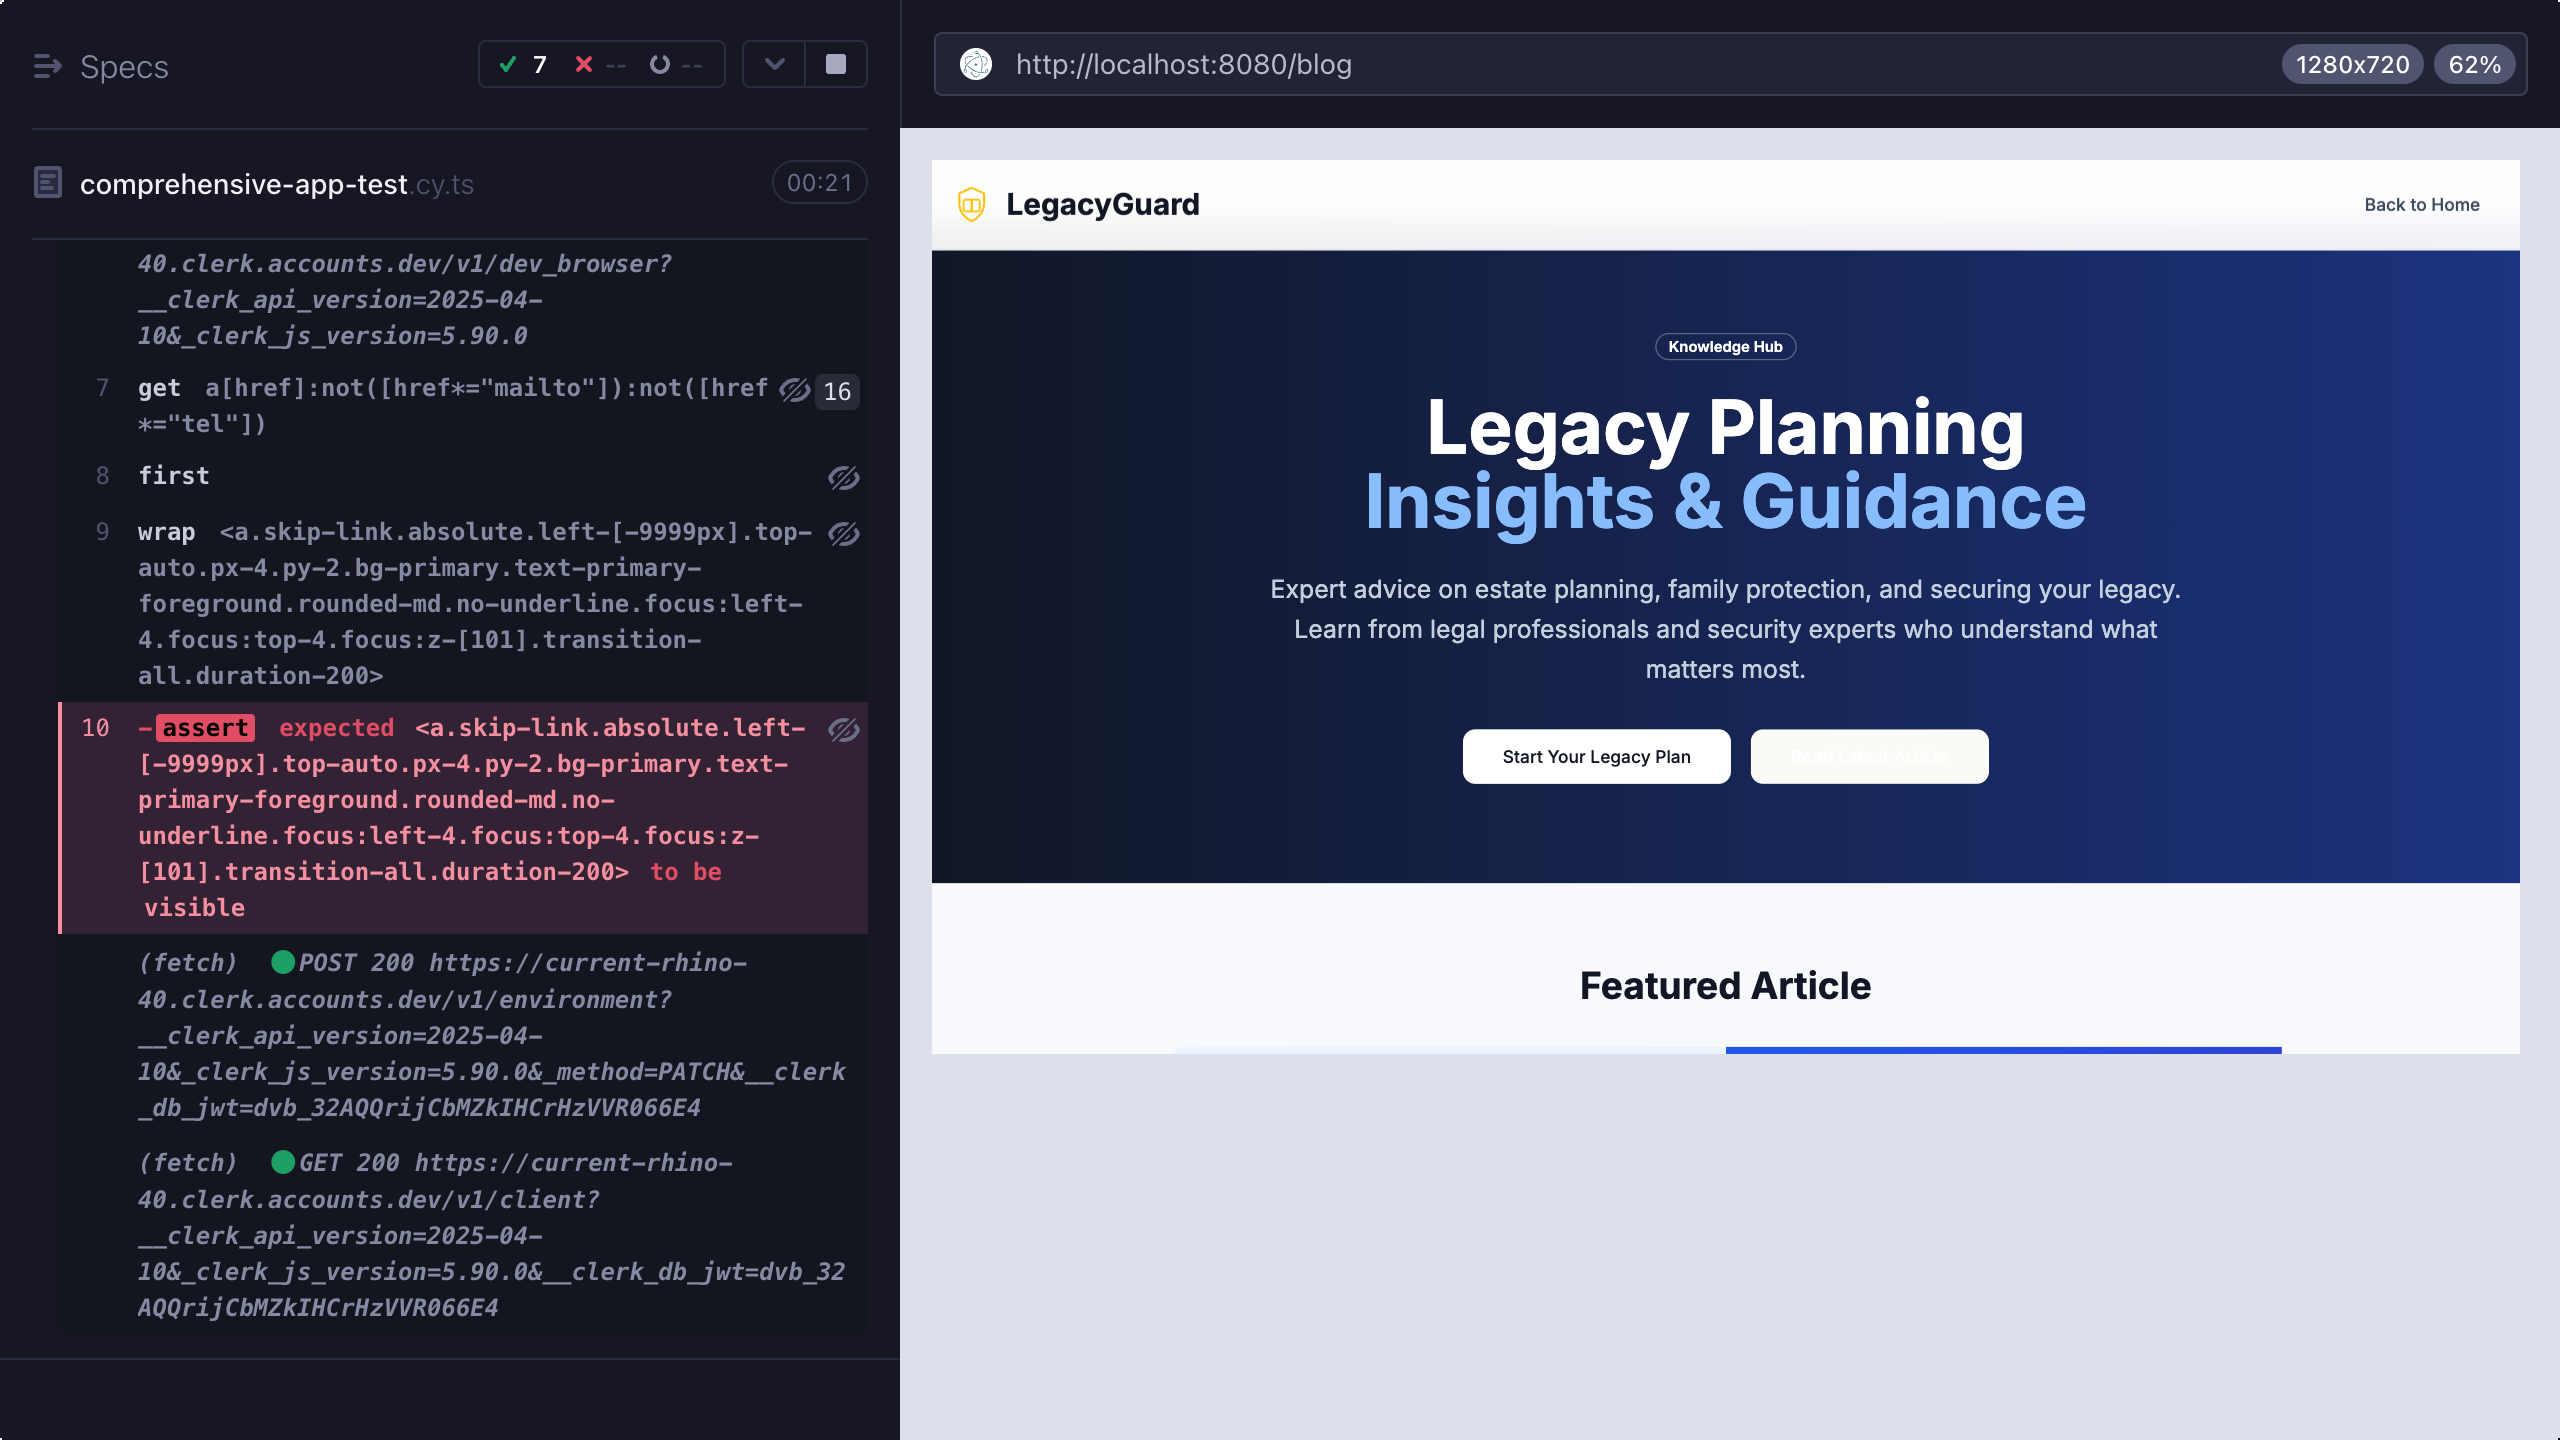 Specs
7
--
--
comprehensive-app-test.cy.ts
00:21
40.clerk.accounts.dev/v1/dev_browser?
__clerk_api_version=2025-04-
10&_clerk_js_version=5.90.0
7 get a[href]:not([href*="mailto"]):not([href 16
*="tel"])
8 first
9 wrap <a.skip-link.absolute.left-[-9999px].top-
auto.px-4.py-2.bg-primary.text-primary-
foreground.rounded-md.no-underline.focus:left-
4.focus:top-4.focus:z-[101].transition-
all.duration-200>
10 -assert expected <a.skip-link.absolute.left-
[-9999px].top-auto.px-4.py-2.bg-primary.text-
primary-foreground.rounded-md.no-
underline.focus:left-4.focus:top-4.focus:z-
[101].transition-all.duration-200> to be
visible
(fetch) POST 200 https://current-rhino-
40.clerk.accounts.dev/v1/environment?
__clerk_api_version=2025-04-
10&_clerk_js_version=5.90.0&_method=PATCH&__clerk
_db_jwt=dvb_32AQQrijCbMZkIHCrHzVVR066E4
(fetch) GET 200 https://current-rhino-
40.clerk.accounts.dev/v1/client?
__clerk_api_version=2025-04-
10&_clerk_js_version=5.90.0&__clerk_db_jwt=dvb_32
AQQrijCbMZkIHCrHzVVR066E4
http://localhost:8080/blog
1280x720
62%
LegacyGuard
Back to Home
Knowledge Hub
Legacy Planning
Insights & Guidance
Expert advice on estate planning, family protection, and securing your legacy.
Learn from legal professionals and security experts who understand what
matters most.
Start Your Legacy Plan
Read Latest Article
Featured Article